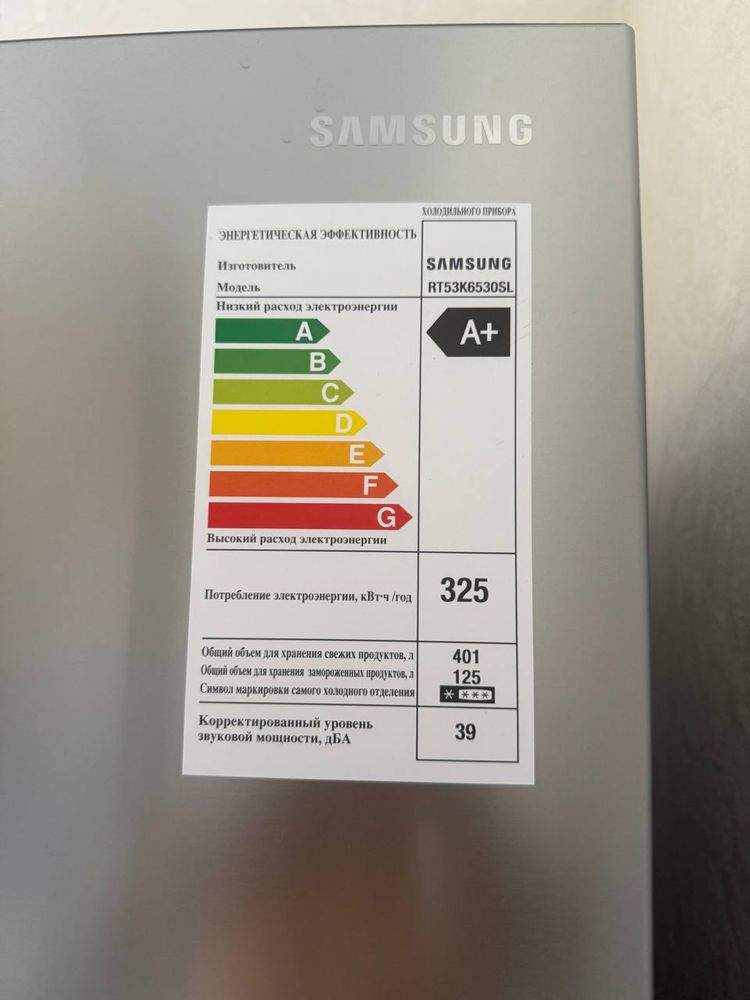 SAMSUNG
ХОЛОДИЛЬНОГО ПРИБОРА
ЭНЕРГЕТИЧЕСКАЯ ЭФФЕКТИВНОСТЬ
Изготовитель SAMSUNG
Модель RT53K6530SL
Низкий расход электроэнергии
A A+
B
C
D
E
F
G
Высокий расход электроэнергии
Потребление электроэнергии, кВт·ч /год 325
Общий объем для хранения свежих продуктов, л 401
Общий объем для хранения замороженных продуктов, л 125
Символ маркировки самого холодного отделения * ***
Корректированный уровень
звуковой мощности, дБА 39